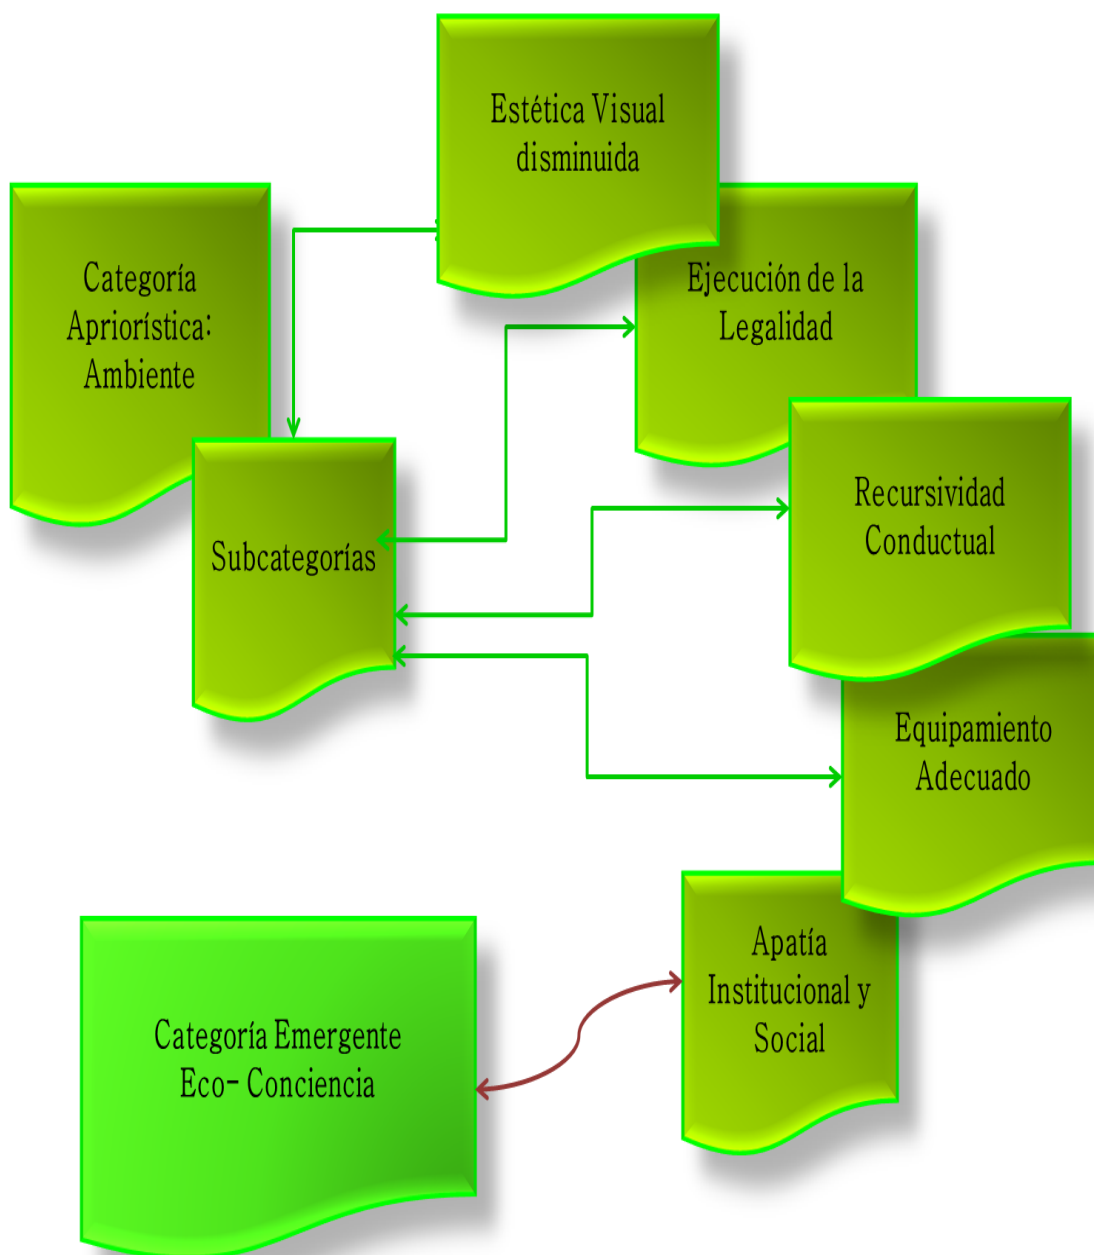 Estética Visual
disminuida
Categoría
Apriorística:
Ambiente
Ejecución de la
Legalidad
Subcategorías
Recursividad
Conductual
Equipamiento
Adecuado
Apatía
Institucional y
Social
Categoría Emergente
Eco- Conciencia